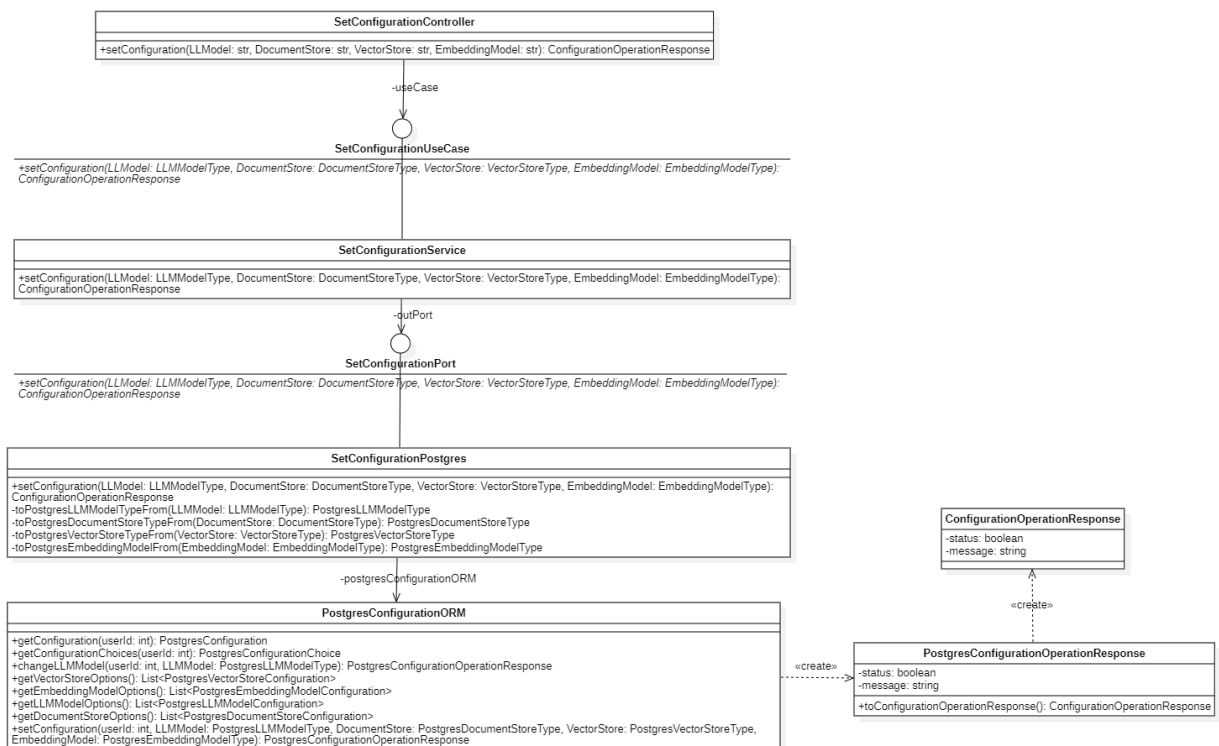 SetConfigurationController
+setConfiguration(LLModel: str, DocumentStore: str, VectorStore: str, EmbeddingModel: str): ConfigurationOperationResponse
-useCase
SetConfigurationUseCase
+setConfiguration(LLModel: LLMModelType, DocumentStore: DocumentStoreType, VectorStore: VectorStoreType, EmbeddingModel: EmbeddingModelType):
ConfigurationOperationResponse
SetConfigurationService
+setConfiguration(LLModel: LLMModelType, DocumentStore: DocumentStoreType, VectorStore: VectorStoreType, EmbeddingModel: EmbeddingModelType):
ConfigurationOperationResponse
-outPort
SetConfigurationPort
+setConfiguration(LLModel: LLMModelType, DocumentStore: DocumentStoreType, VectorStore: VectorStoreType, EmbeddingModel: EmbeddingModelType):
ConfigurationOperationResponse
SetConfigurationPostgres
+setConfiguration(LLModel: LLMModelType, DocumentStore: DocumentStoreType, VectorStore: VectorStoreType, EmbeddingModel: EmbeddingModelType):
ConfigurationOperationResponse
-toPostgresLLMModelTypeFrom(LLModel: LLMModelType): PostgresLLMModelType
-toPostgresDocumentStoreTypeFrom(DocumentStore: DocumentStoreType): PostgresDocumentStoreType
-toPostgresVectorStoreTypeFrom(VectorStore: VectorStoreType): PostgresVectorStoreType
-toPostgresEmbeddingModelFrom(EmbeddingModel: EmbeddingModelType): PostgresEmbeddingModelType
-postgresConfigurationORM
PostgresConfigurationORM
+getConfiguration(userId: int): PostgresConfiguration
+getConfigurationChoices(userId: int): PostgresConfigurationChoice
+changeLLMModel(userId: int, LLMModel: PostgresLLMModelType): PostgresConfigurationOperationResponse
+getVectorStoreOptions(): List<PostgresVectorStoreConfiguration>
+getEmbeddingModelOptions(): List<PostgresEmbeddingModelConfiguration>
+getLLMModelOptions(): List<PostgresLLMModelConfiguration>
+getDocumentStoreOptions(): List<PostgresDocumentStoreConfiguration>
+setConfiguration(userId: int, LLModel: PostgresLLMModelType, DocumentStore: PostgresDocumentStoreType, VectorStore: PostgresVectorStoreType,
EmbeddingModel: PostgresEmbeddingModelType): PostgresConfigurationOperationResponse
«create»
ConfigurationOperationResponse
-status: boolean
-message: string
«create»
PostgresConfigurationOperationResponse
-status: boolean
-message: string
+toConfigurationOperationResponse(): ConfigurationOperationResponse